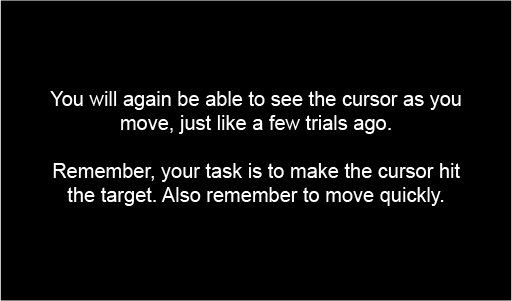 You will again be able to see the cursor as you
move, just like a few trials ago.
Remember, your task is to make the cursor hit
the target. Also remember to move quickly.